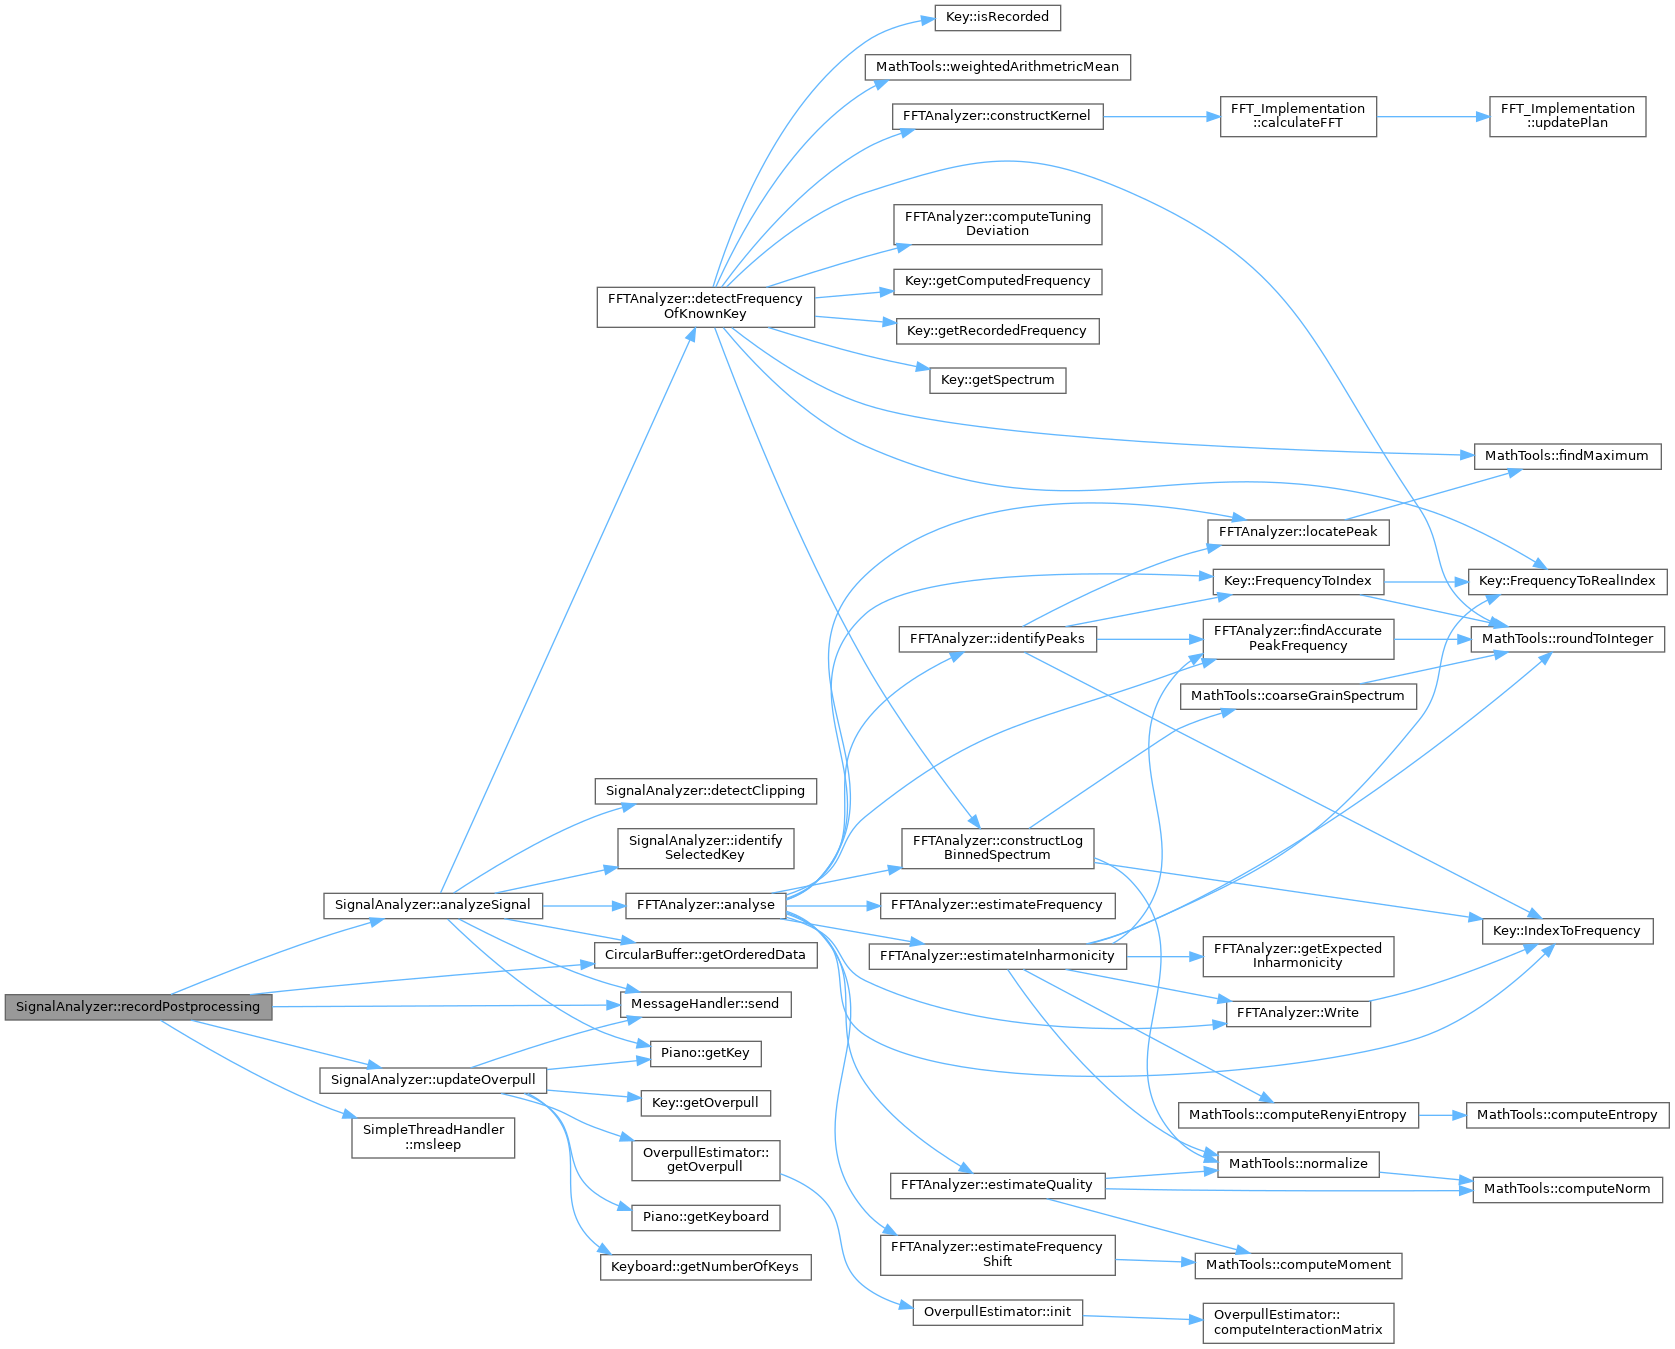 Key::isRecorded
MathTools::weightedArithmetricMean
FFTAnalyzer::constructKernel
FFT_Implementation
::calculateFFT
FFT_Implementation
::updatePlan
FFTAnalyzer::computeTuning
Deviation
Key::getComputedFrequency
FFTAnalyzer::detectFrequency
OfKnownKey
Key::getRecordedFrequency
Key::getSpectrum
MathTools::findMaximum
FFTAnalyzer::locatePeak
Key::FrequencyToIndex
Key::FrequencyToRealIndex
FFTAnalyzer::identifyPeaks
FFTAnalyzer::findAccurate
PeakFrequency
MathTools::roundToInteger
MathTools::coarseGrainSpectrum
SignalAnalyzer::detectClipping
SignalAnalyzer::identify
SelectedKey
FFTAnalyzer::constructLog
BinnedSpectrum
SignalAnalyzer::analyzeSignal
FFTAnalyzer::analyse
FFTAnalyzer::estimateFrequency
Key::IndexToFrequency
CircularBuffer::getOrderedData
FFTAnalyzer::estimateInharmonicity
FFTAnalyzer::getExpected
Inharmonicity
SignalAnalyzer::recordPostprocessing
MessageHandler::send
FFTAnalyzer::Write
Piano::getKey
SignalAnalyzer::updateOverpull
Key::getOverpull
MathTools::computeRenyiEntropy
MathTools::computeEntropy
SimpleThreadHandler
::msleep
OverpullEstimator::
getOverpull
MathTools::normalize
FFTAnalyzer::estimateQuality
MathTools::computeNorm
Piano::getKeyboard
Keyboard::getNumberOfKeys
FFTAnalyzer::estimateFrequency
Shift
MathTools::computeMoment
OverpullEstimator::init
OverpullEstimator::
computeInteractionMatrix